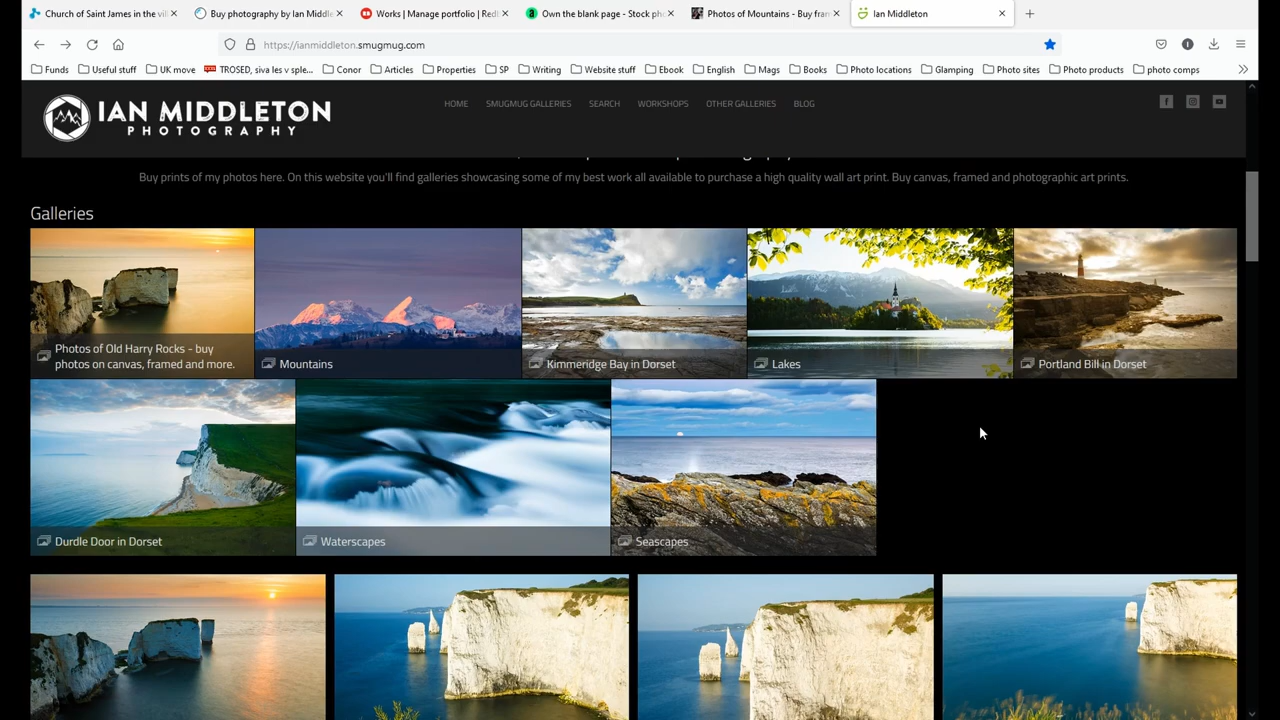 Church of Saint James in the vil
Buy photography by Ian Middle
Works | Manage portfolio | Red
Own the blank page - Stock ph
Photos of Mountains - Buy fran
Ian Middleton
https://ianmiddleton.smugmug.com
Funds
Useful stuff
UK move
TROSED, siva les v sple...
Conor
Articles
Properties
SP
Writing
Website stuff
Ebook
English
Mags
Books
Photo locations
Glamping
Photo sites
Photo products
photo comps
IAN MIDDLETON
PHOTOGRAPHY
HOME
SMUGMUG GALLERIES
SEARCH
WORKSHOPS
OTHER GALLERIES
BLOG
Buy prints of my photos here. On this website you'll find galleries showcasing some of my best work all available to purchase a high quality wall art print. Buy canvas, framed and photographic art prints.
Galleries
Photos of Old Harry Rocks - buy
photos on canvas, framed and more.
Mountains
Kimmeridge Bay in Dorset
Lakes
Portland Bill in Dorset
Durdle Door in Dorset
Waterscapes
Seascapes